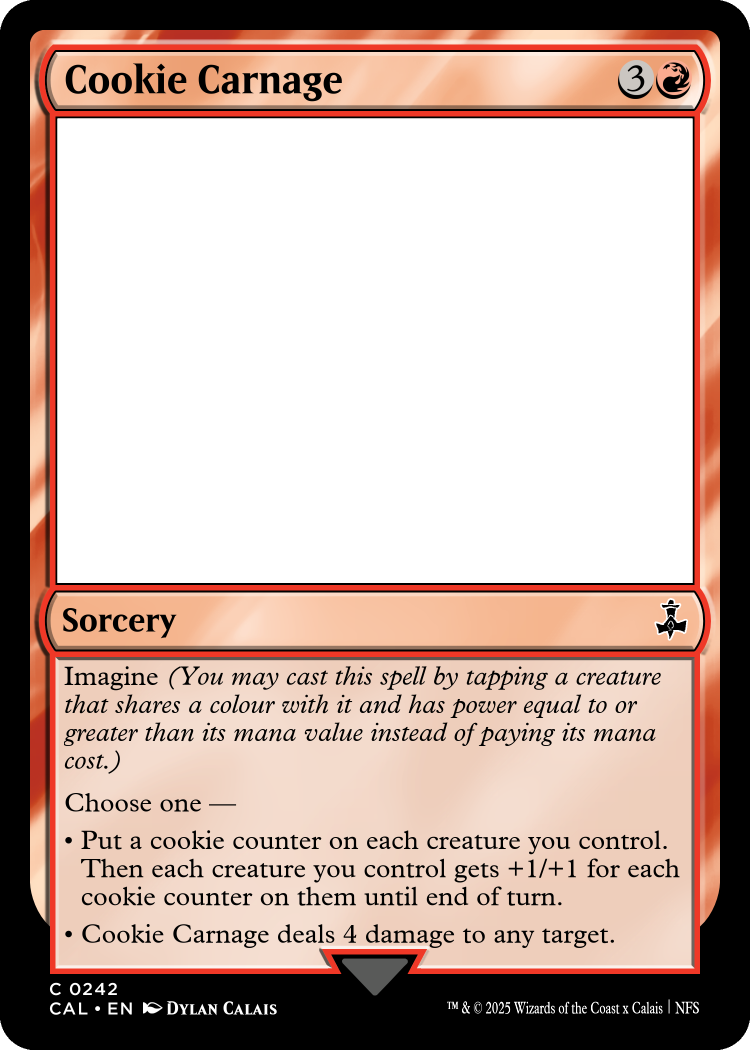 Cookie Carnage 3
Sorcery
Imagine (You may cast this spell by tapping a creature
that shares a colour with it and has power equal to or
greater than its mana value instead of paying its mana
cost.)
Choose one —
• Put a cookie counter on each creature you control.
Then each creature you control gets +1/+1 for each
cookie counter on them until end of turn.
• Cookie Carnage deals 4 damage to any target.
C 0242
CAL • EN Dylan Calais
™ & © 2025 Wizards of the Coast x Calais | NFS